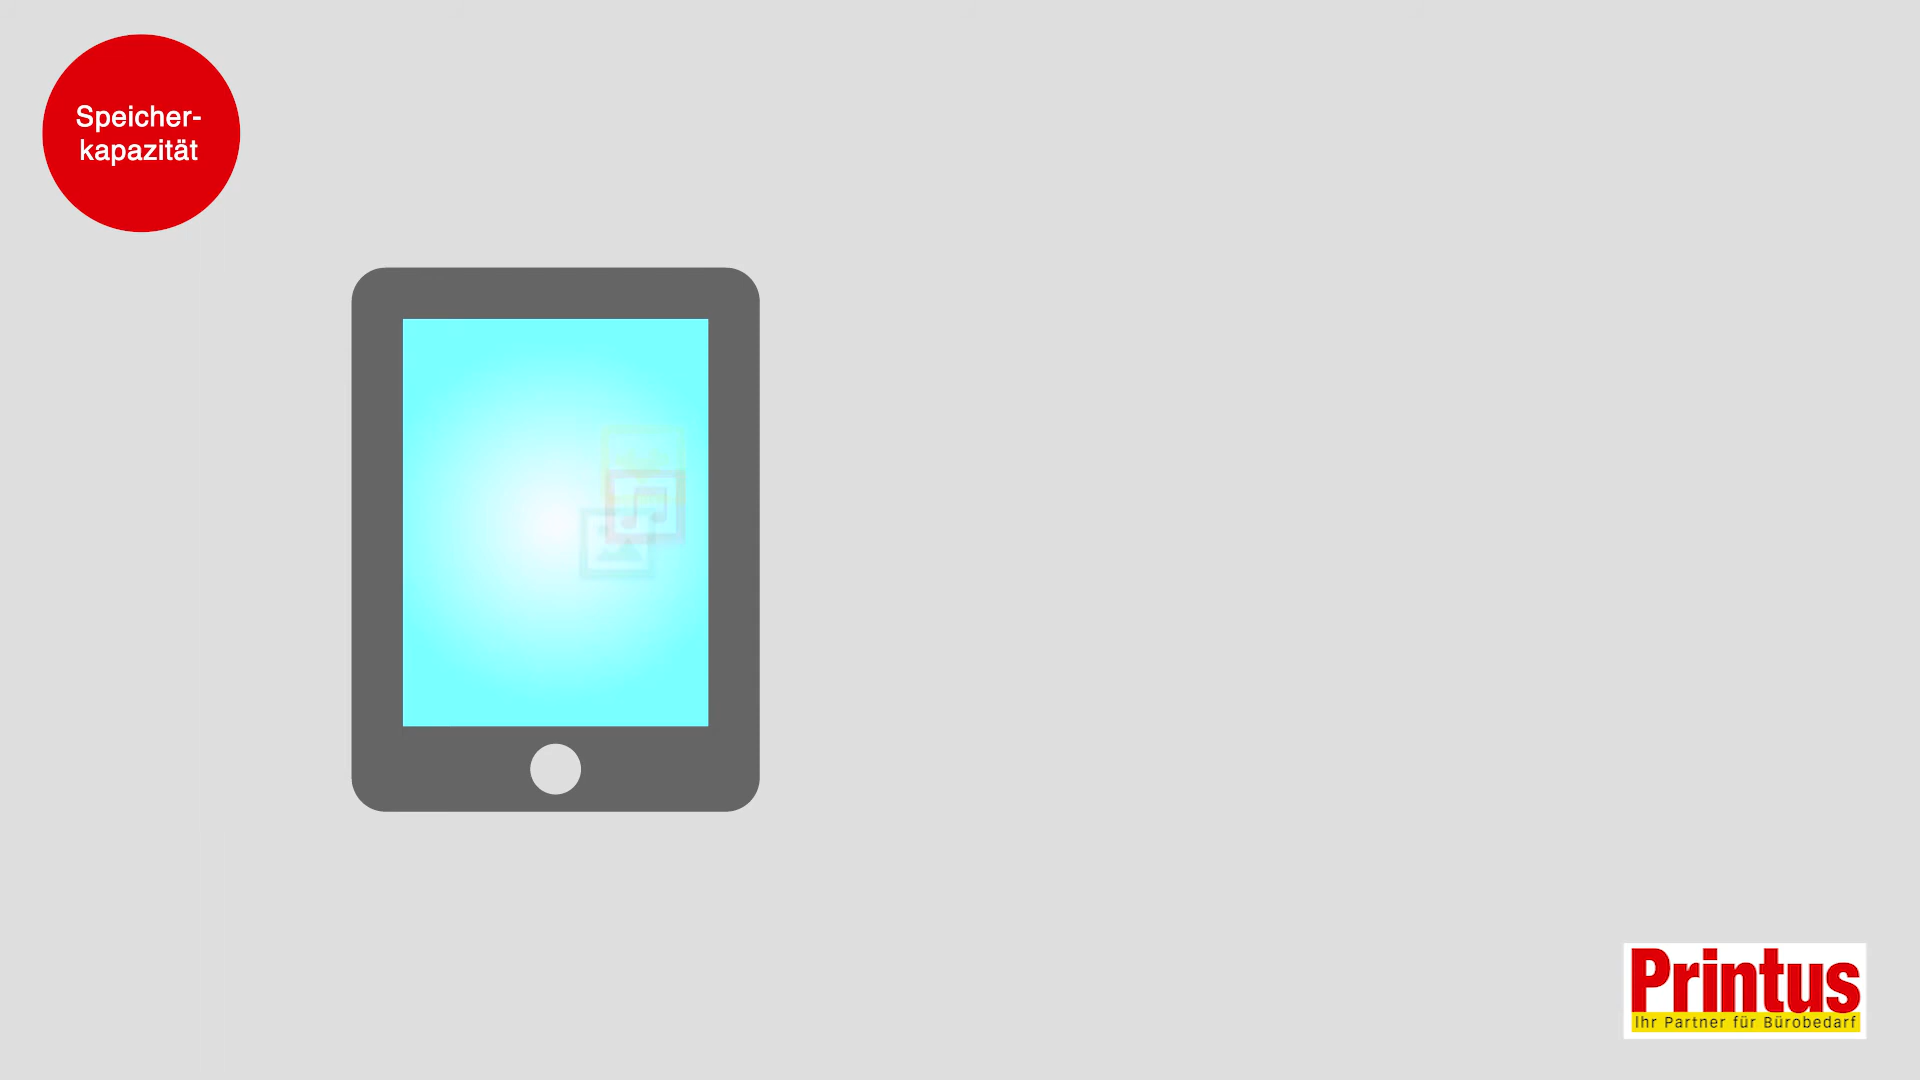 Speicher-
kapazität
Printus
Ihr Partner für Bürobedarf